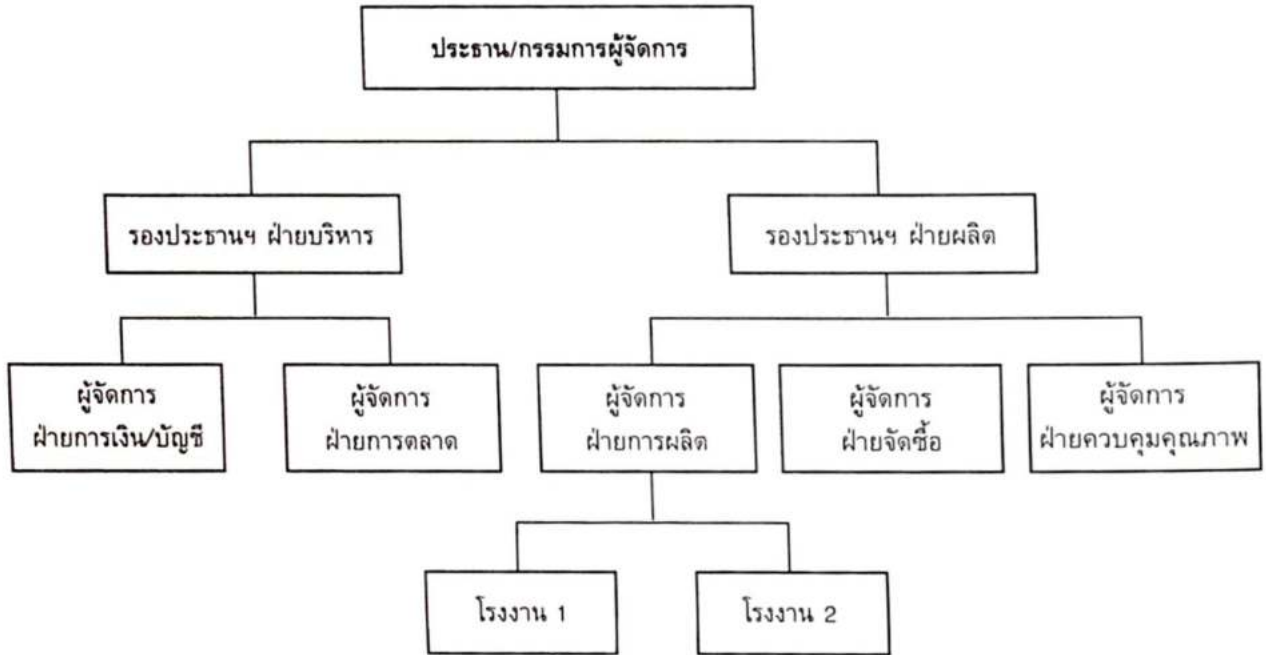 ประธาน/กรรมการผู้จัดการ
รองประธานฯ ฝ่ายบริหาร
รองประธานฯ ฝ่ายผลิต
ผู้จัดการ
ฝ่ายการเงิน/บัญชี
ผู้จัดการ
ฝ่ายการตลาด
ผู้จัดการ
ฝ่ายการผลิต
ผู้จัดการ
ฝ่ายจัดซื้อ
ผู้จัดการ
ฝ่ายควบคุมคุณภาพ
โรงงาน 1
โรงงาน 2